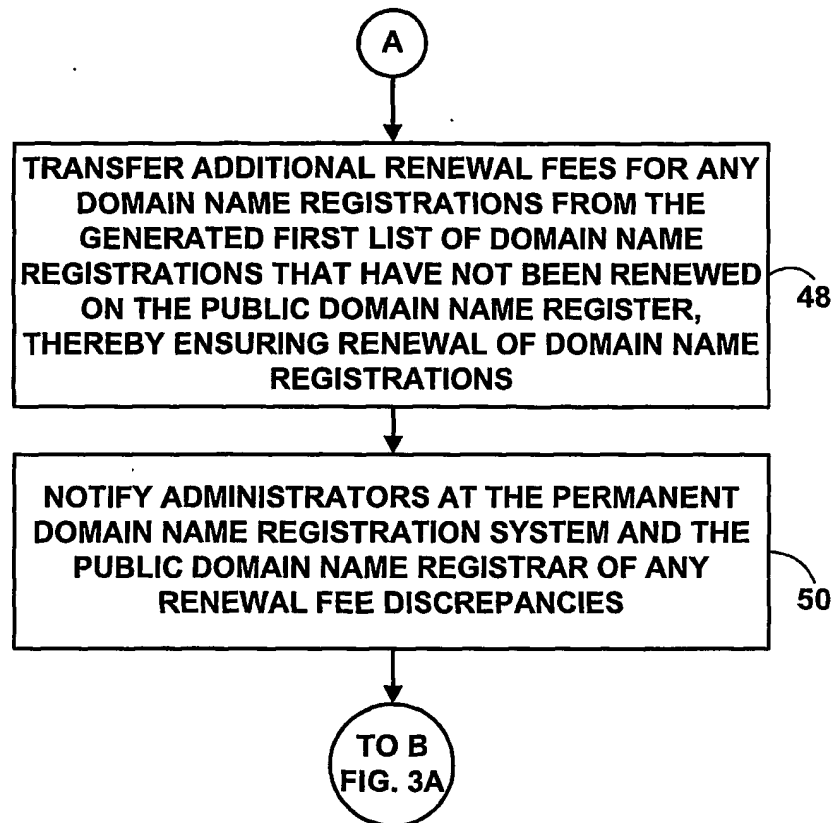 A
TRANSFER ADDITIONAL RENEWAL FEES FOR ANY
DOMAIN NAME REGISTRATIONS FROM THE
GENERATED FIRST LIST OF DOMAIN NAME
REGISTRATIONS THAT HAVE NOT BEEN RENEWED
ON THE PUBLIC DOMAIN NAME REGISTER,
THEREBY ENSURING RENEWAL OF DOMAIN NAME
REGISTRATIONS
48
NOTIFY ADMINISTRATORS AT THE PERMANENT
DOMAIN NAME REGISTRATION SYSTEM AND THE
PUBLIC DOMAIN NAME REGISTRAR OF ANY
RENEWAL FEE DISCREPANCIES
50
TO B
FIG. 3A